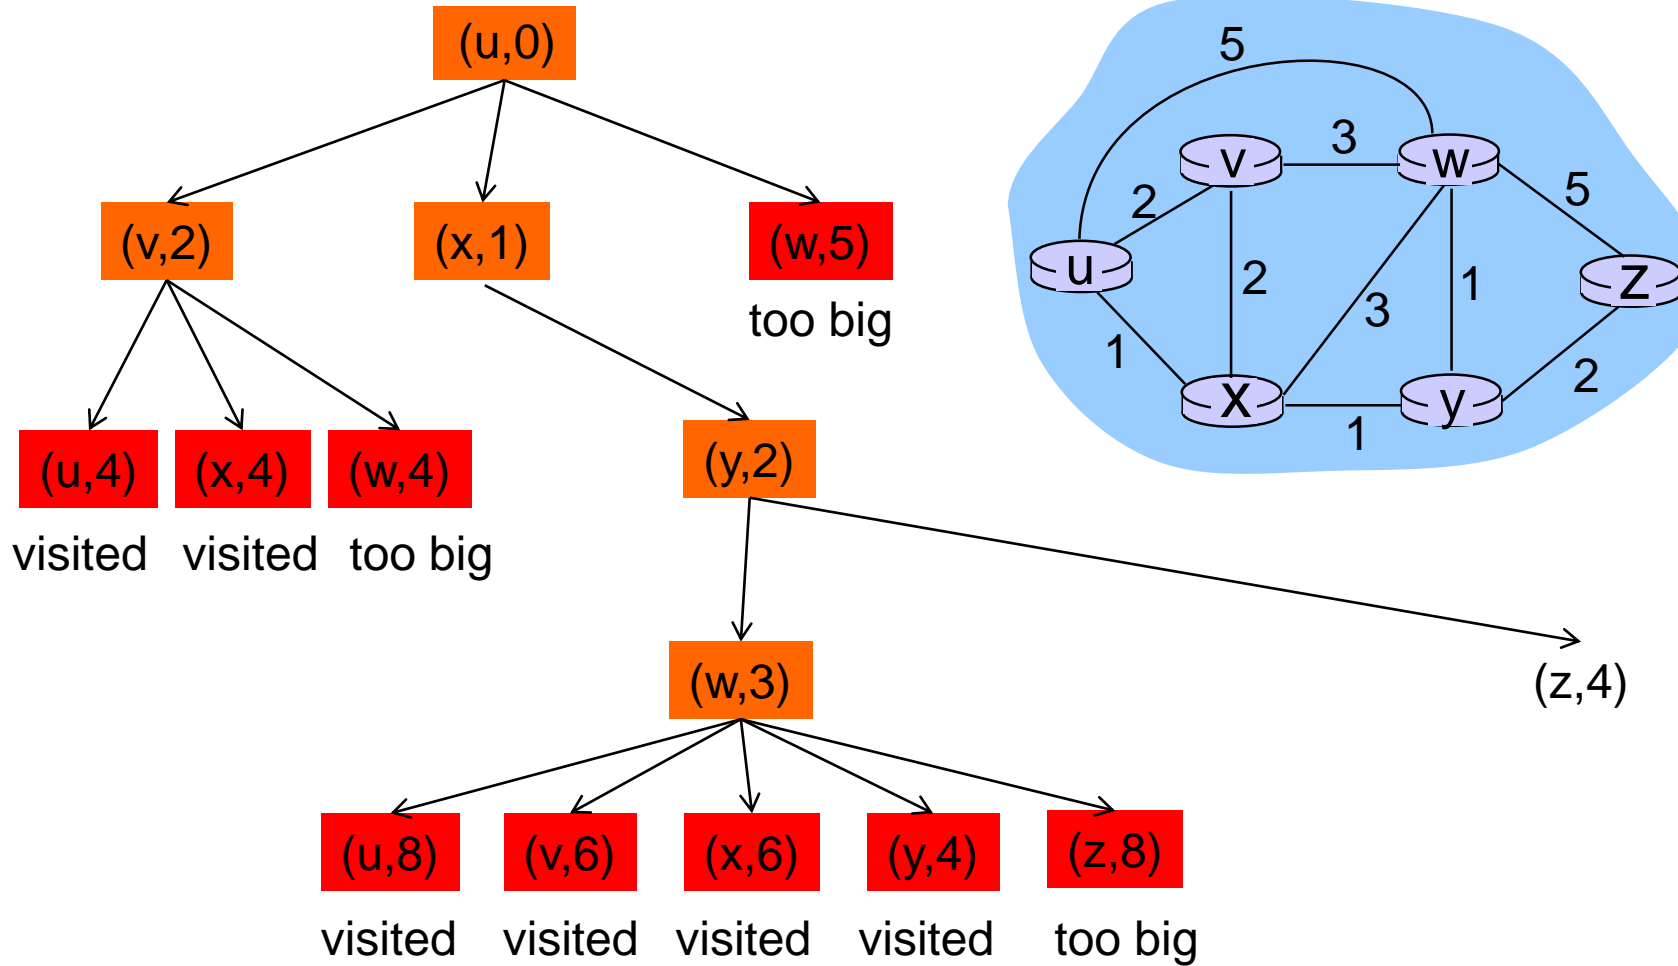 (u,0)
(v,2)
(x,1)
(w,5)
too big
(u,4)
(x,4)
(w,4)
visited
visited
too big
(y,2)
(w,3)
(z,4)
(u,8)
(v,6)
(x,6)
(y,4)
(z,8)
visited
visited
visited
visited
too big
5
v
3
w
2
5
u
2
3
1
z
1
x
1
y
2